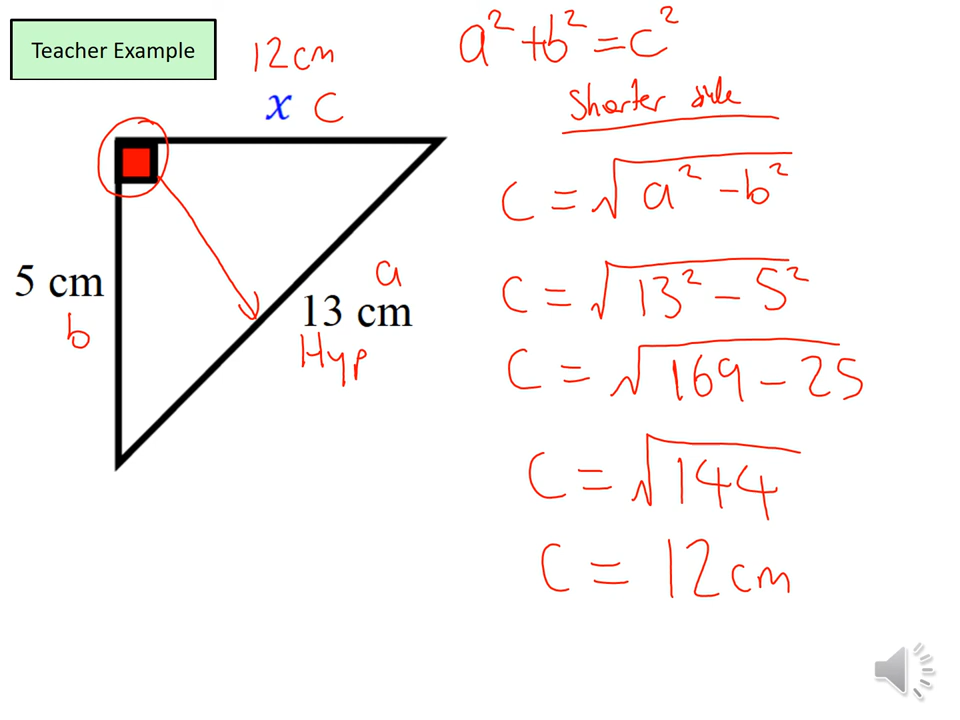 Teacher Example
12cm
x C
5 cm
b
a
13 cm
Hyp
a² + b² = c²
Shorter side
C = √a² - b²
C = √13² - 5²
C = √169 - 25
C = √144
C = 12cm